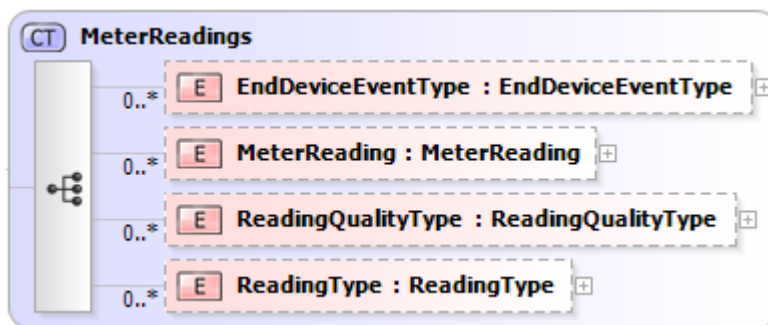 CT MeterReadings
0..* E EndDeviceEventType : EndDeviceEventType
0..* E MeterReading : MeterReading
0..* E ReadingQualityType : ReadingQualityType
0..* E ReadingType : ReadingType